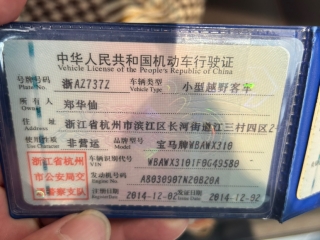 中华人民共和国机动车行驶证
Vehicle License of the People's Republic of China
号牌号码 浙AZ737Z 车辆类型 小型越野客车
Plate No. Vehicle Type
所有人 郑华仙
Owner
住址 浙江省杭州市滨江区长河街道江三村四区2
Address
使用性质 非营运 品牌型号 宝马牌WBAWX310
Use Character Model
浙江省杭州 车辆识别代号 WBAWX3101F0G49580
VIN
市公安局交 发动机号码 A8030997N20B20A
Engine No.
警察支队 注册日期 2014-12-02 发证日期 2014-12-02
Register Date Issue Date